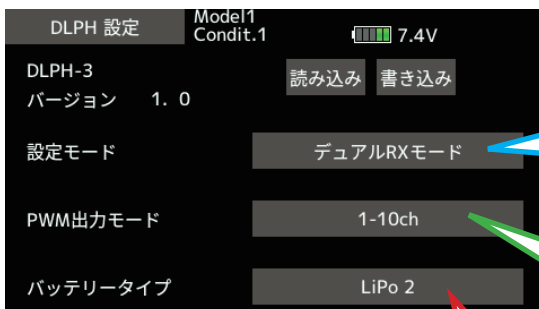 DLPH 設定
Model1
Condit.1
7.4V
DLPH-3
読み込み 書き込み
バージョン 1. 0
設定モード デュアルRXモード
PWM出力モード 1-10ch
バッテリータイプ LiPo 2